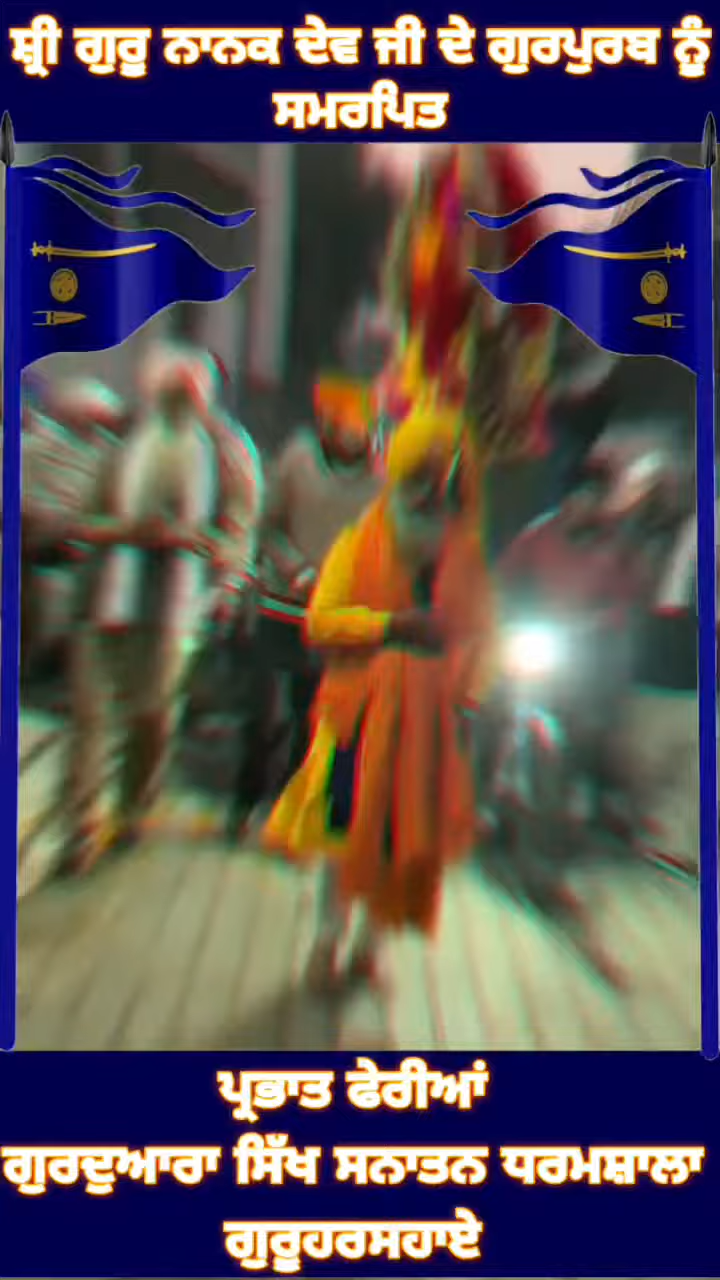 ਸ਼੍ਰੀ ਗੁਰੂ ਨਾਨਕ ਦੇਵ ਜੀ ਦੇ ਗੁਰਪੁਰਬ ਨੂੰ
ਸਮਰਪਿਤ
ਪ੍ਰਭਾਤ ਫੇਰੀਆਂ
ਗੁਰਦੁਆਰਾ ਸਿੱਖ ਸਨਾਤਨ ਧਰਮਸ਼ਾਲਾ
ਗੁਰੂਹਰਸਹਾਏ